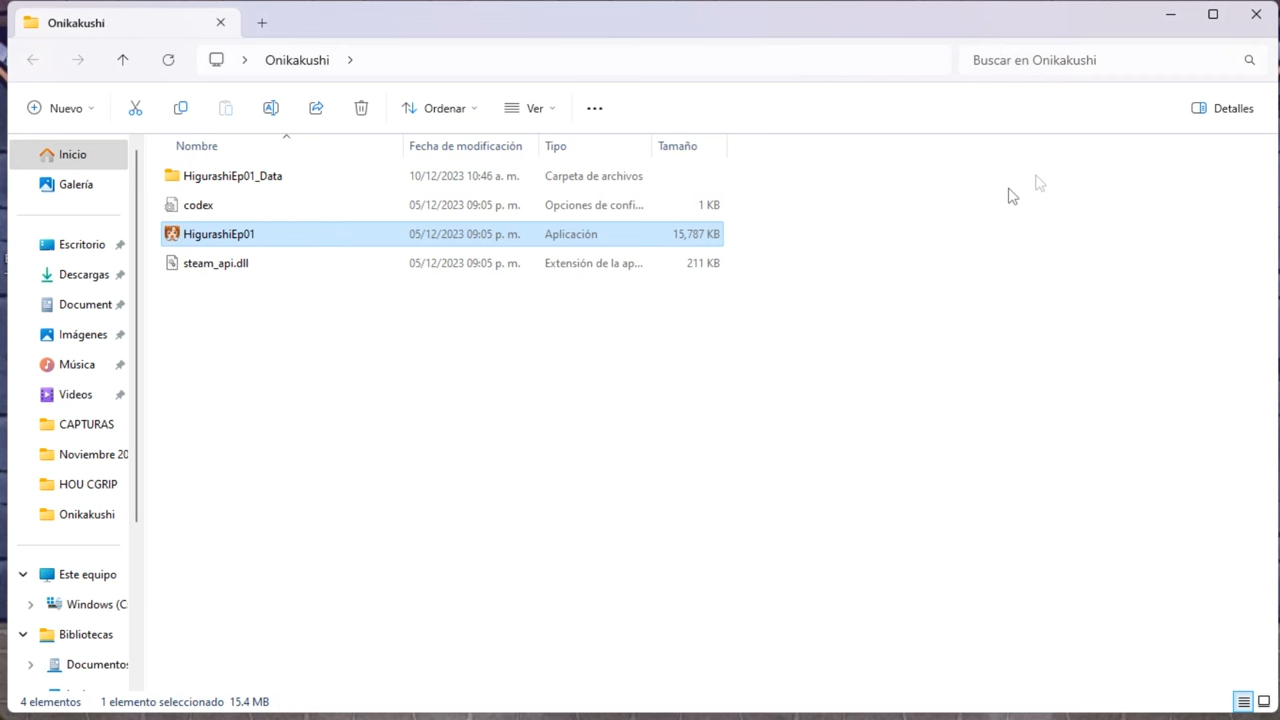 Onikakushi
Onikakushi
Buscar en Onikakushi
Nuevo
Ordenar
Ver
Detalles
Inicio
Galería
Escritorio
Descargas
Document
Imágenes
Música
Videos
CAPTURAS
Noviembre 20
HOU CGRIP
Onikakushi
Este equipo
Windows (C
Bibliotecas
Documentos
Nombre Fecha de modificación Tipo Tamaño
HigurashiEp01_Data 10/12/2023 10:46 a. m. Carpeta de archivos
codex 05/12/2023 09:05 p. m. Opciones de confi... 1 KB
HigurashiEp01 05/12/2023 09:05 p. m. Aplicación 15,787 KB
steam_api.dll 05/12/2023 09:05 p. m. Extensión de la ap... 211 KB
4 elementos 1 elemento seleccionado 15.4 MB